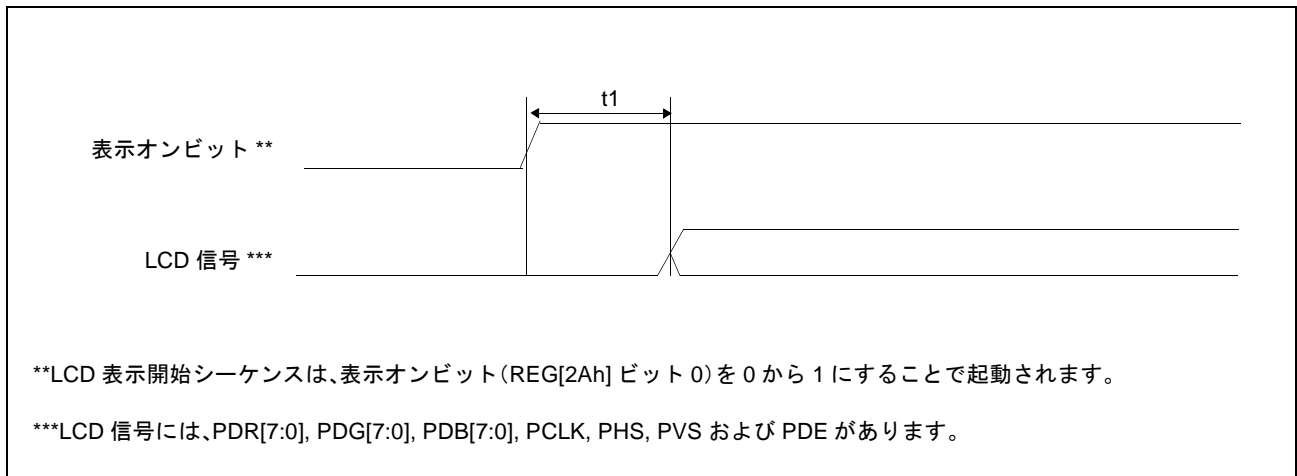 t1
表示オンビット **
LCD 信号 ***
**LCD 表示開始シーケンスは、表示オンビット（REG[2Ah] ビット 0）を 0 から 1 にすることで起動されます。
***LCD 信号には、PDR[7:0], PDG[7:0], PDB[7:0], PCLK, PHS, PVS および PDE があります。